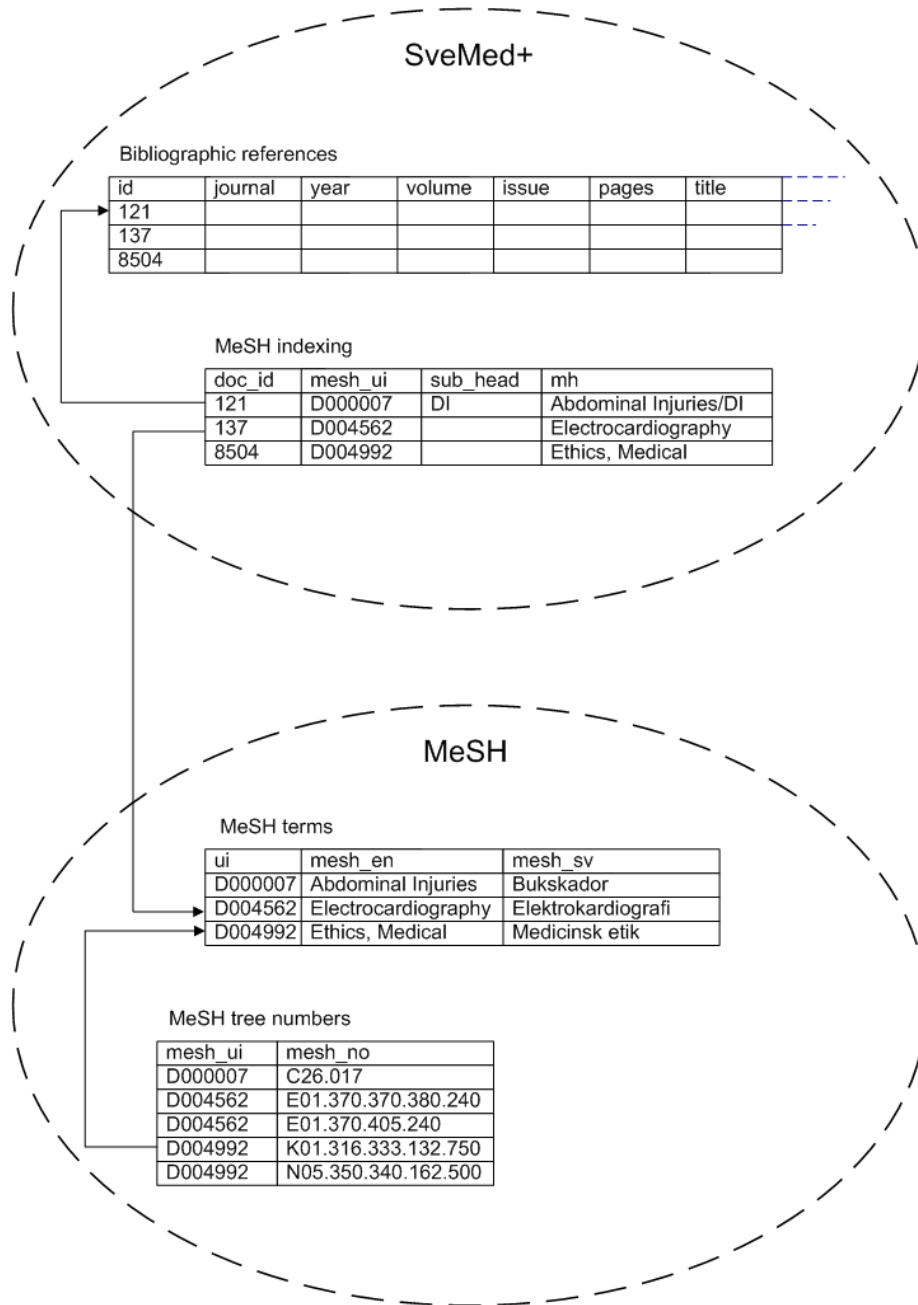 SveMed+
Bibliographic references
id journal year volume issue pages title
121
137
8504
MeSH indexing
doc_id mesh_ui sub_head mh
121 D000007 DI Abdominal Injuries/DI
137 D004562 Electrocardiography
8504 D004992 Ethics, Medical
MeSH
MeSH terms
ui mesh_en mesh_sv
D000007 Abdominal Injuries Bukskador
D004562 Electrocardiography Elektrokardiografi
D004992 Ethics, Medical Medicinsk etik
MeSH tree numbers
mesh_ui mesh_no
D000007 C26.017
D004562 E01.370.370.380.240
D004562 E01.370.405.240
D004992 K01.316.333.132.750
D004992 N05.350.340.162.500